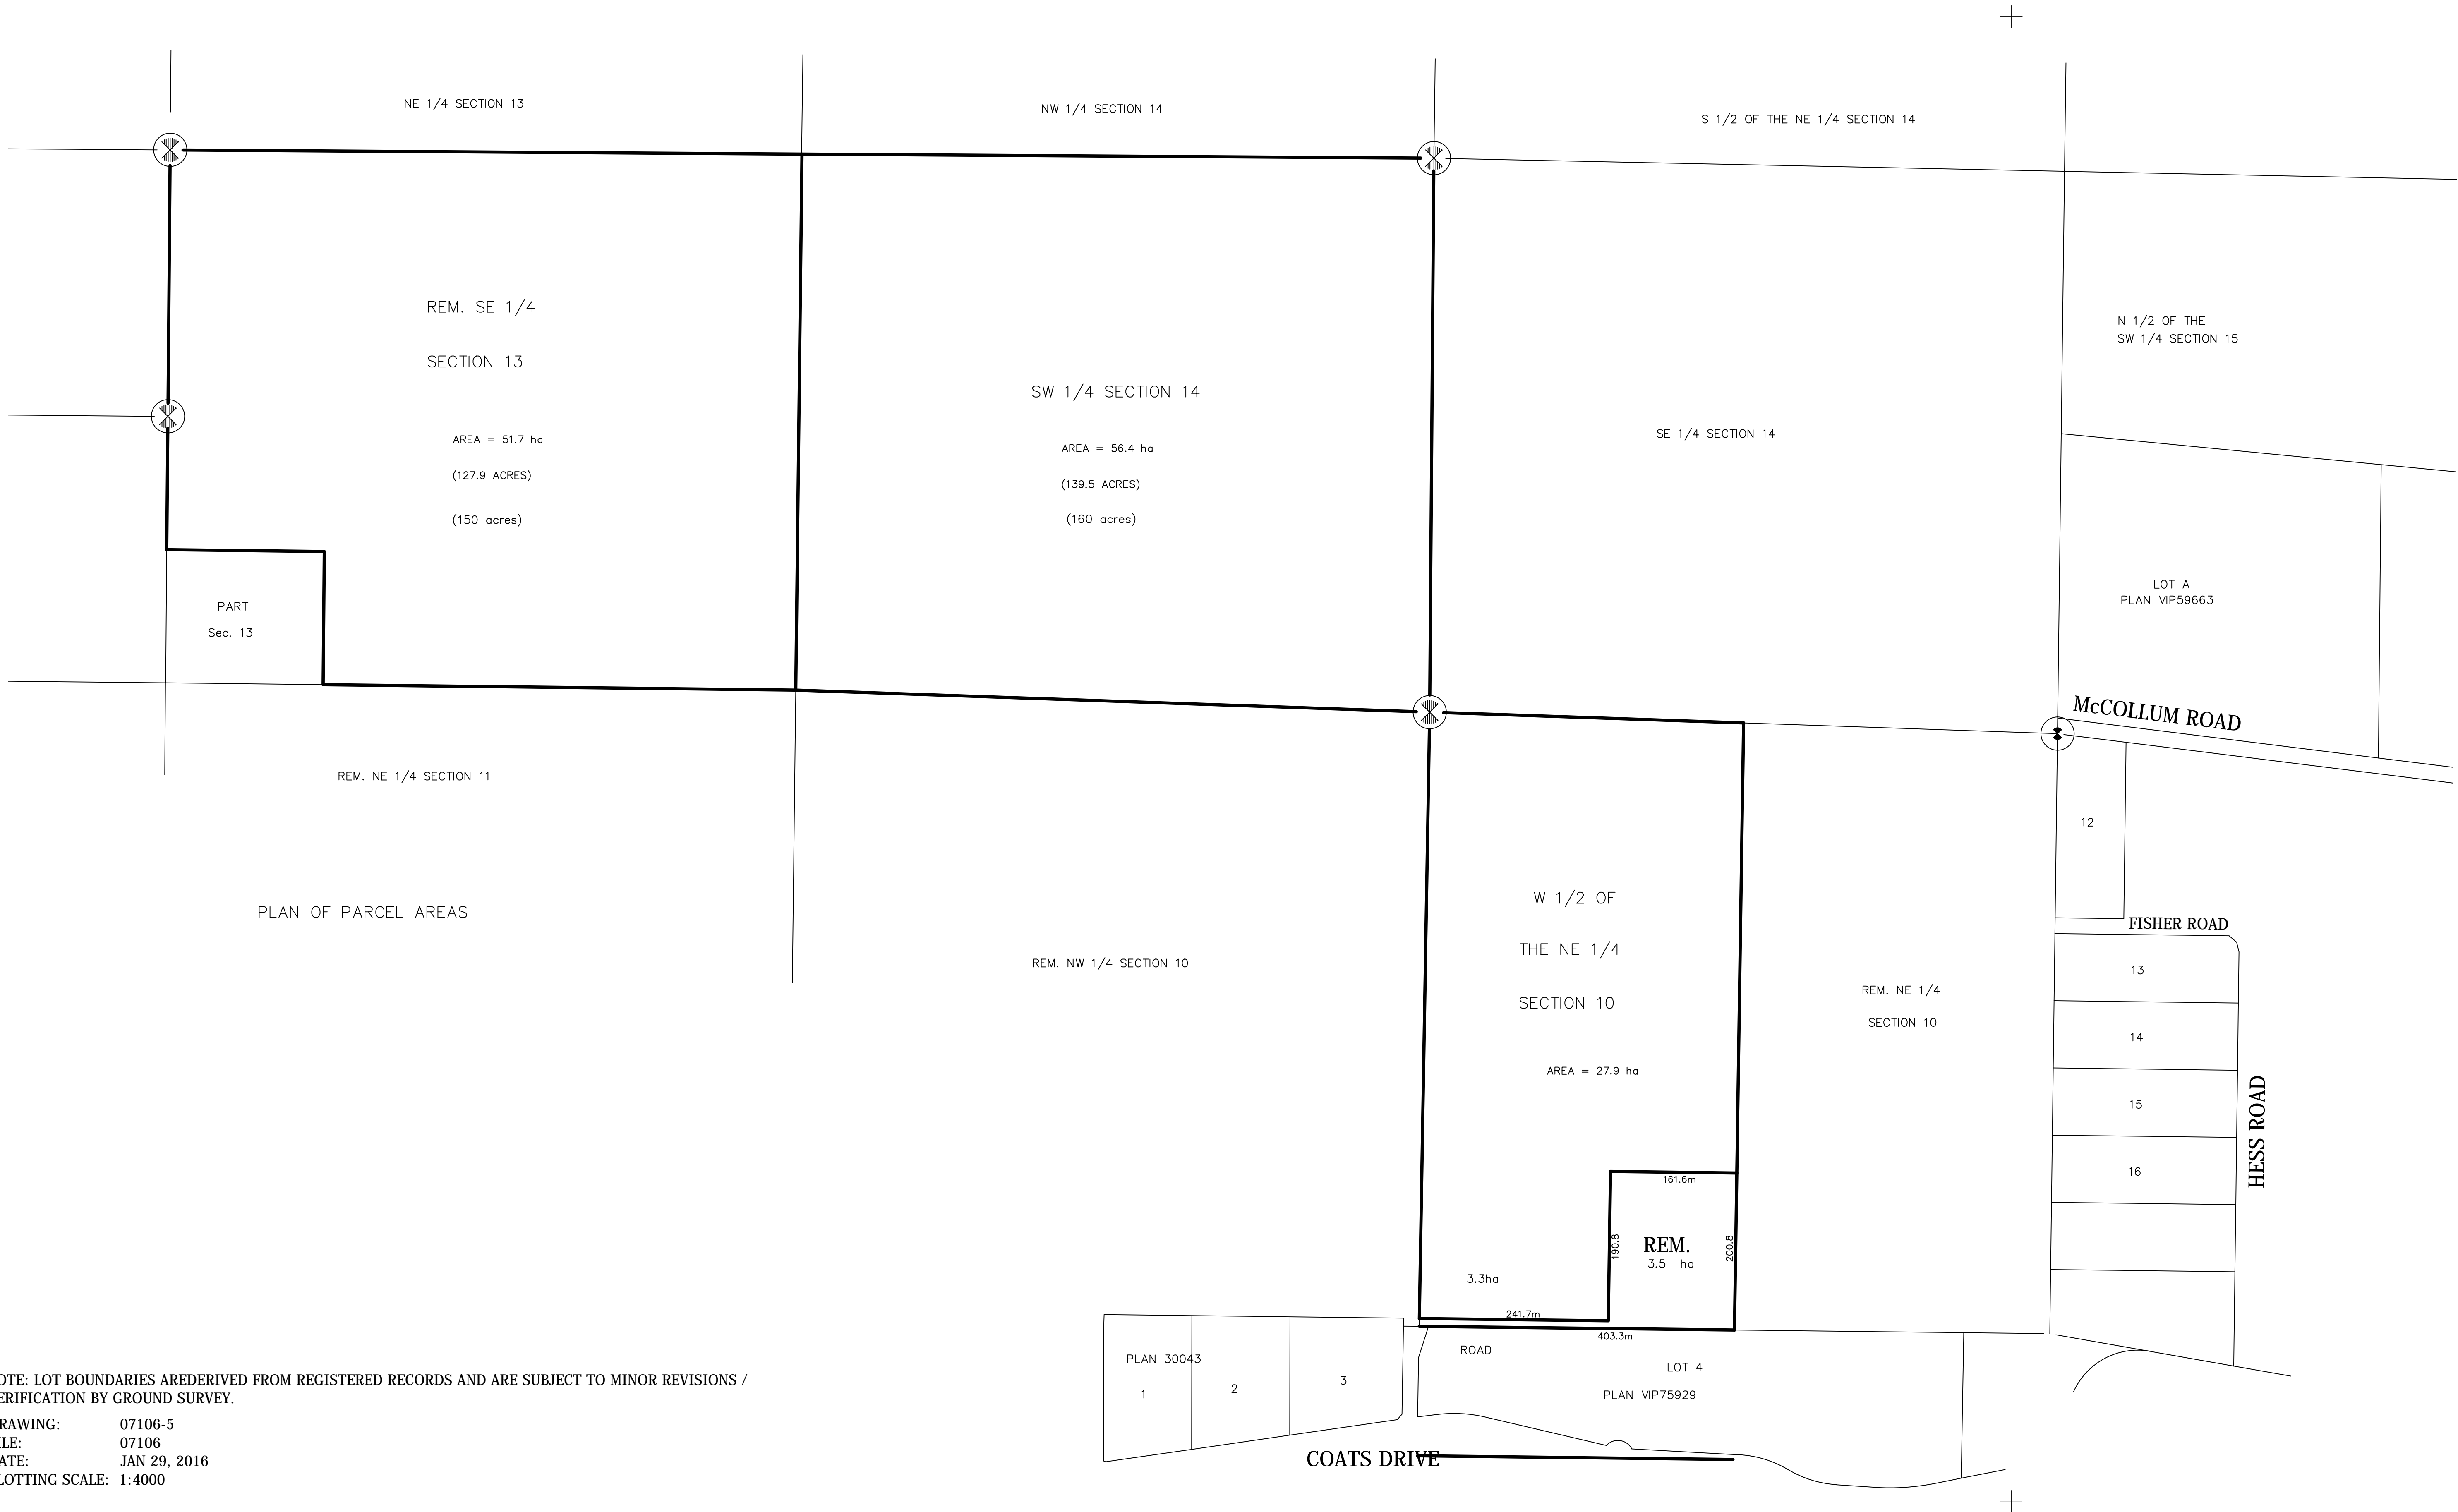 NE 1/4 SECTION 13
NW 1/4 SECTION 14
S 1/2 OF THE NE 1/4 SECTION 14
REM. SE 1/4
SECTION 13
AREA = 51.7 ha
(127.9 ACRES)
(150 acres)
SW 1/4 SECTION 14
AREA = 56.4 ha
(139.5 ACRES)
(160 acres)
SE 1/4 SECTION 14
N 1/2 OF THE
SW 1/4 SECTION 15
LOT A
PLAN VIP59663
PART
Sec. 13
McCOLLUM ROAD
REM. NE 1/4 SECTION 11
PLAN OF PARCEL AREAS
REM. NW 1/4 SECTION 10
W 1/2 OF
THE NE 1/4
SECTION 10
AREA = 27.9 ha
REM. NE 1/4
SECTION 10
12
FISHER ROAD
13
14
15
16
HESS ROAD
161.6m
190.8
REM.
3.5 ha
200.8
3.3ha
241.7m
403.3m
ROAD
LOT 4
PLAN VIP75929
PLAN 30043
1
2
3
COATS DRIVE
OTE: LOT BOUNDARIES AREDERIVED FROM REGISTERED RECORDS AND ARE SUBJECT TO MINOR REVISIONS /
ERIFICATION BY GROUND SURVEY.
RAWING: 07106-5
LE: 07106
ATE: JAN 29, 2016
LOTTING SCALE: 1:4000